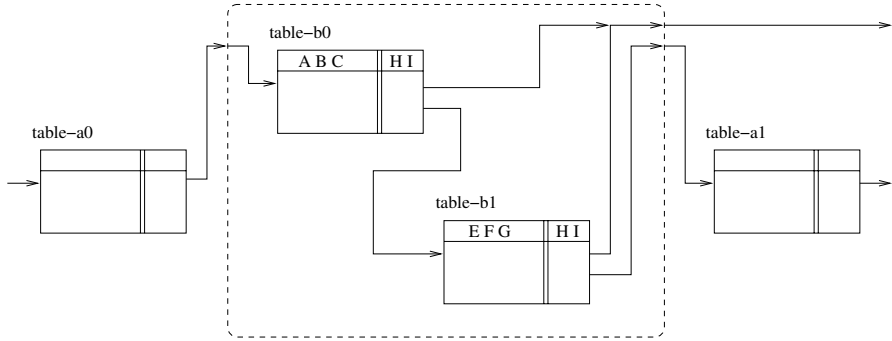 table-b0
A B C H I
table-a0
table-a1
table-b1
E F G H I